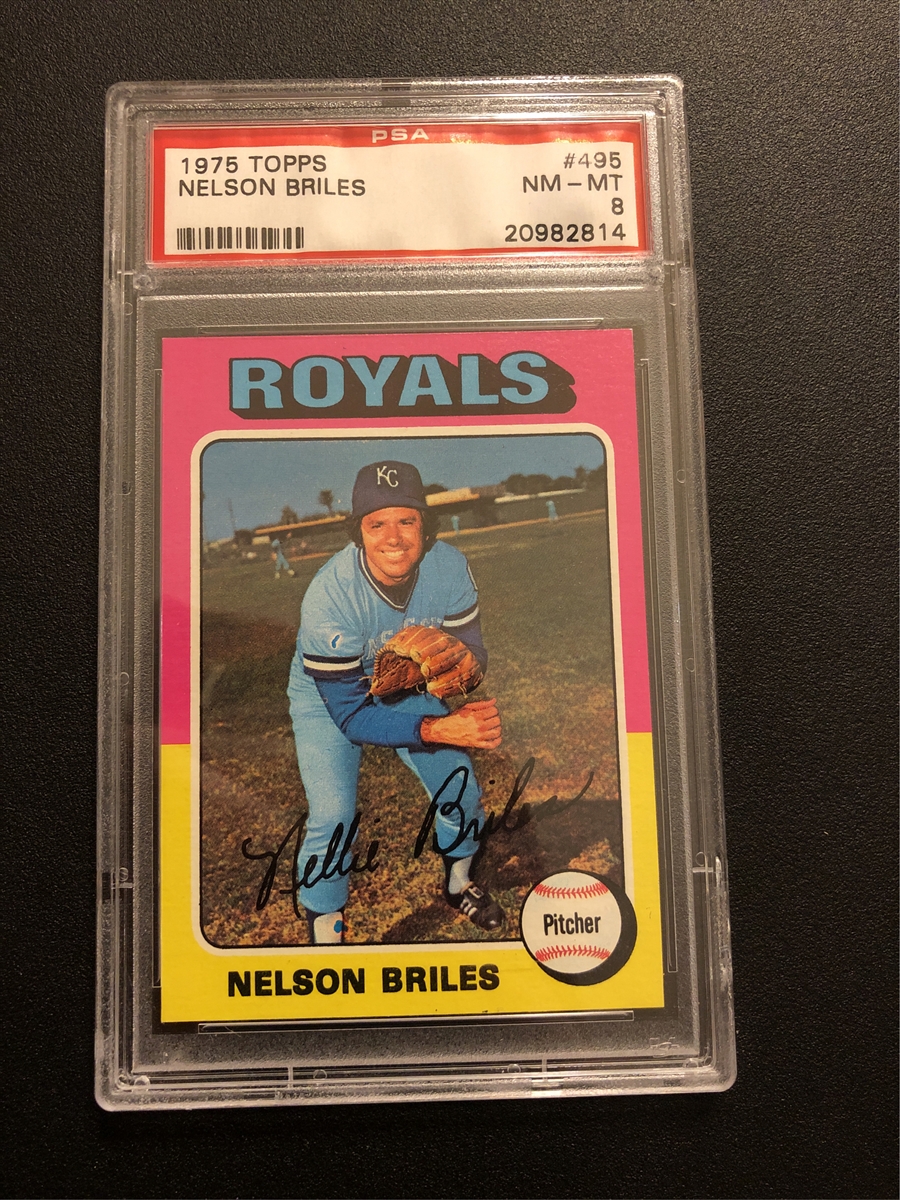 PSA
1975 TOPPS #495
NELSON BRILES NM - MT
8
20982814
ROYALS
KC
Nellie Briles
Pitcher
NELSON BRILES